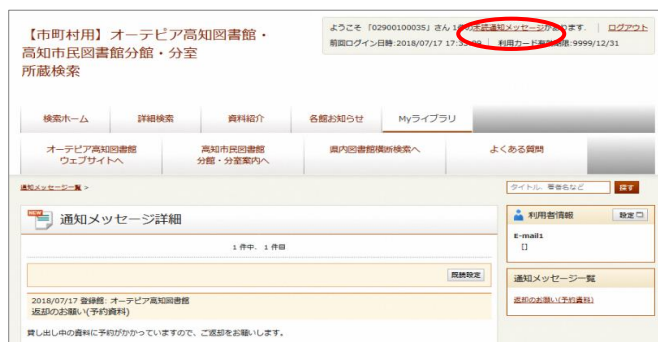 【市町村用】オーテピア高知図書館・
高知市民図書館分館・分室
所蔵検索
ようこそ「02900100035」さん 1件の未読通知メッセージがあります. | ログアウト
前回ログイン日時:2018/07/17 17:3 | 利用カード 期限:9999/12/31
検索ホーム
詳細検索
資料紹介
各館お知らせ
Myライブラリ
オーテピア高知図書館
ウェブサイトへ
高知市民図書館
分館・分室案内へ
県内図書館横断検索へ
よくある質問
通知メッセージ一覧 >
タイトル、著者名など 探す
NEW
通知メッセージ詳細
1 件中、 1 件目
既読設定
2018/07/17 登録館: オーテピア高知図書館
返却のお願い(予約資料)
貸し出し中の資料に予約がかかっていますので、ご返却をお願いします。
利用者情報 設定
E-mail1
[]
通知メッセージ一覧
返却のお願い(予約資料)